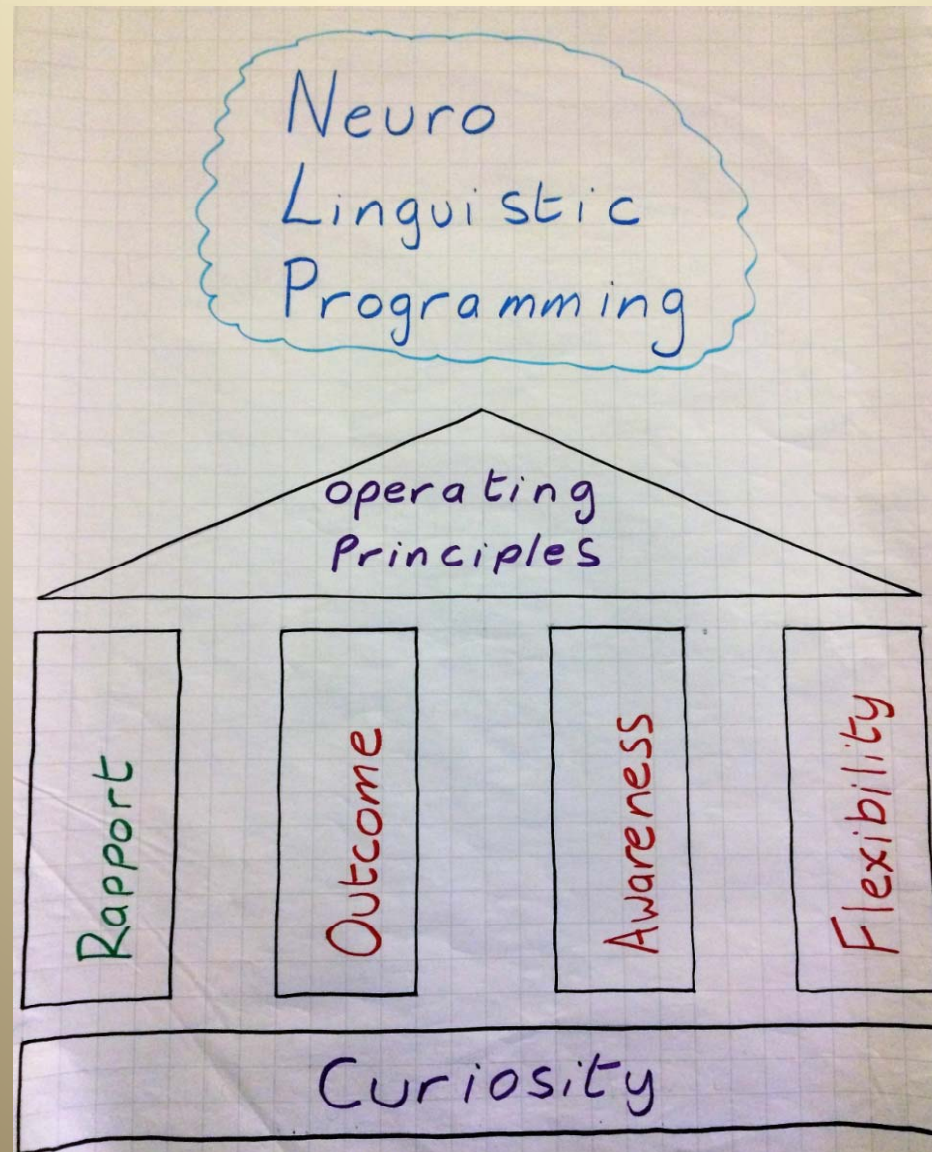 Neuro
Linguistic
Programming
operating
Principles
Rapport
Outcome
Awareness
Flexibility
Curiosity